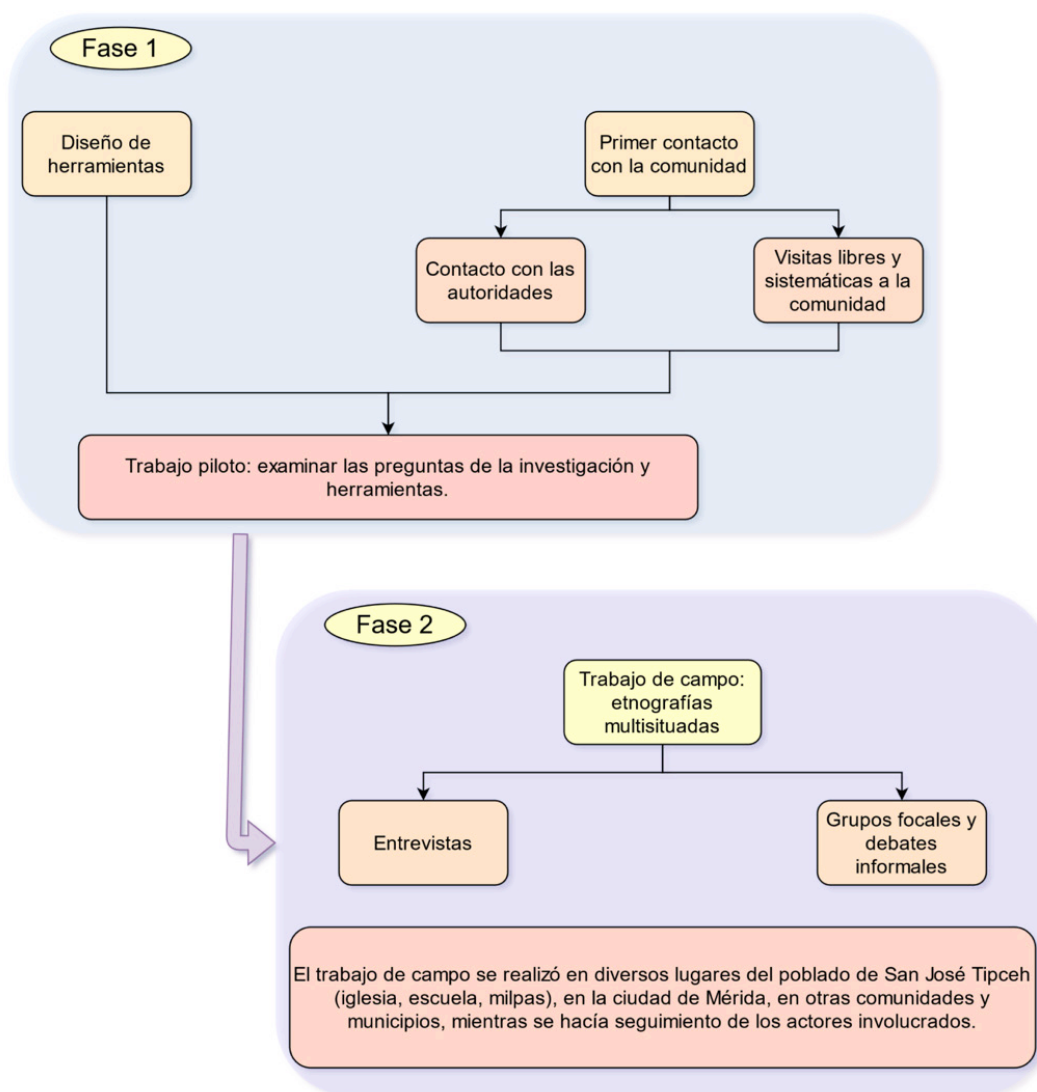 Fase 1
Diseño de
herramientas
Primer contacto
con la comunidad
Contacto con las
autoridades
Visitas libres y
sistemáticas a la
comunidad
Trabajo piloto: examinar las preguntas de la investigación y
herramientas.
Fase 2
Trabajo de campo:
etnografías
multisituadas
Entrevistas
Grupos focales y
debates
informales
El trabajo de campo se realizó en diversos lugares del poblado de San José Tipceh
(iglesia, escuela, milpas), en la ciudad de Mérida, en otras comunidades y
municipios, mientras se hacía seguimiento de los actores involucrados.